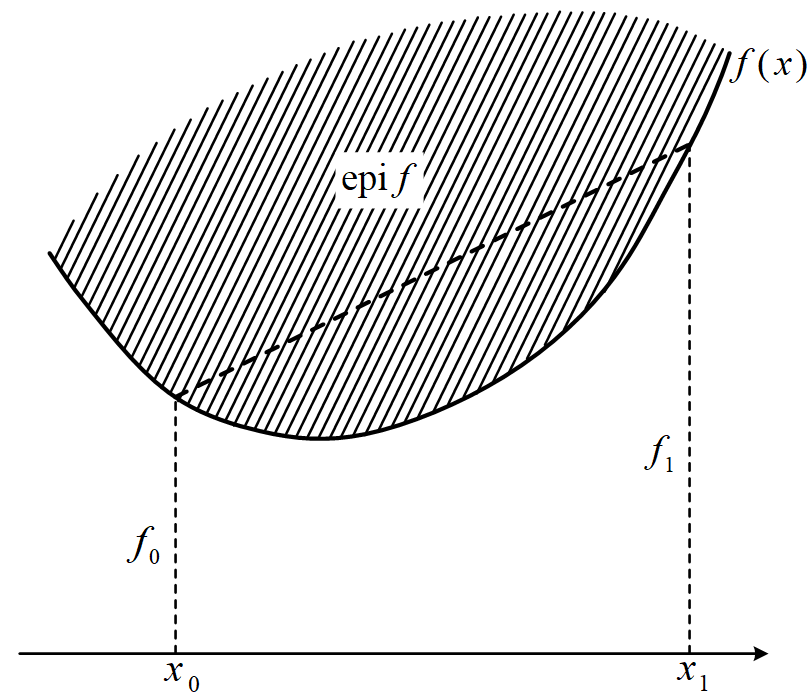 f(x)
epi f
f₁
f₀
x₀
x₁